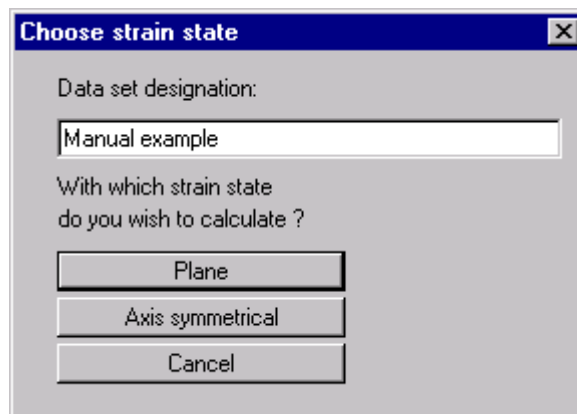 Choose strain state
Data set designation:
Manual example
With which strain state
do you wish to calculate ?
Plane
Axis symmetrical
Cancel